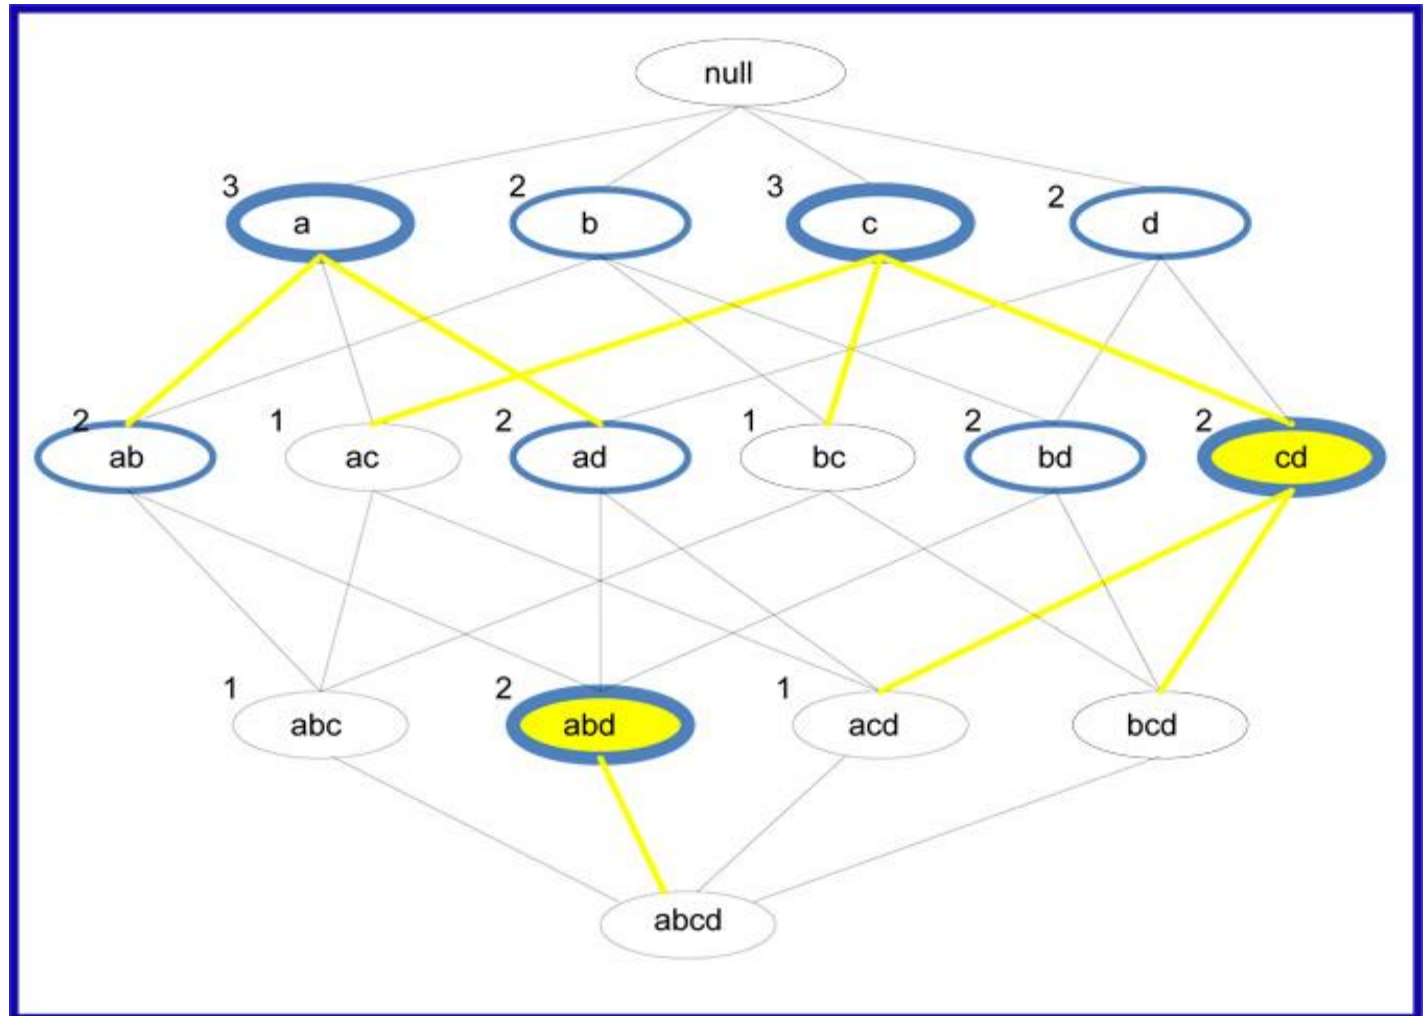 null
3 a 2 b 3 c 2 d
2 ab 1 ac 2 ad 1 bc 2 bd 2 cd
1 abc 2 abd 1 acd bcd
abcd